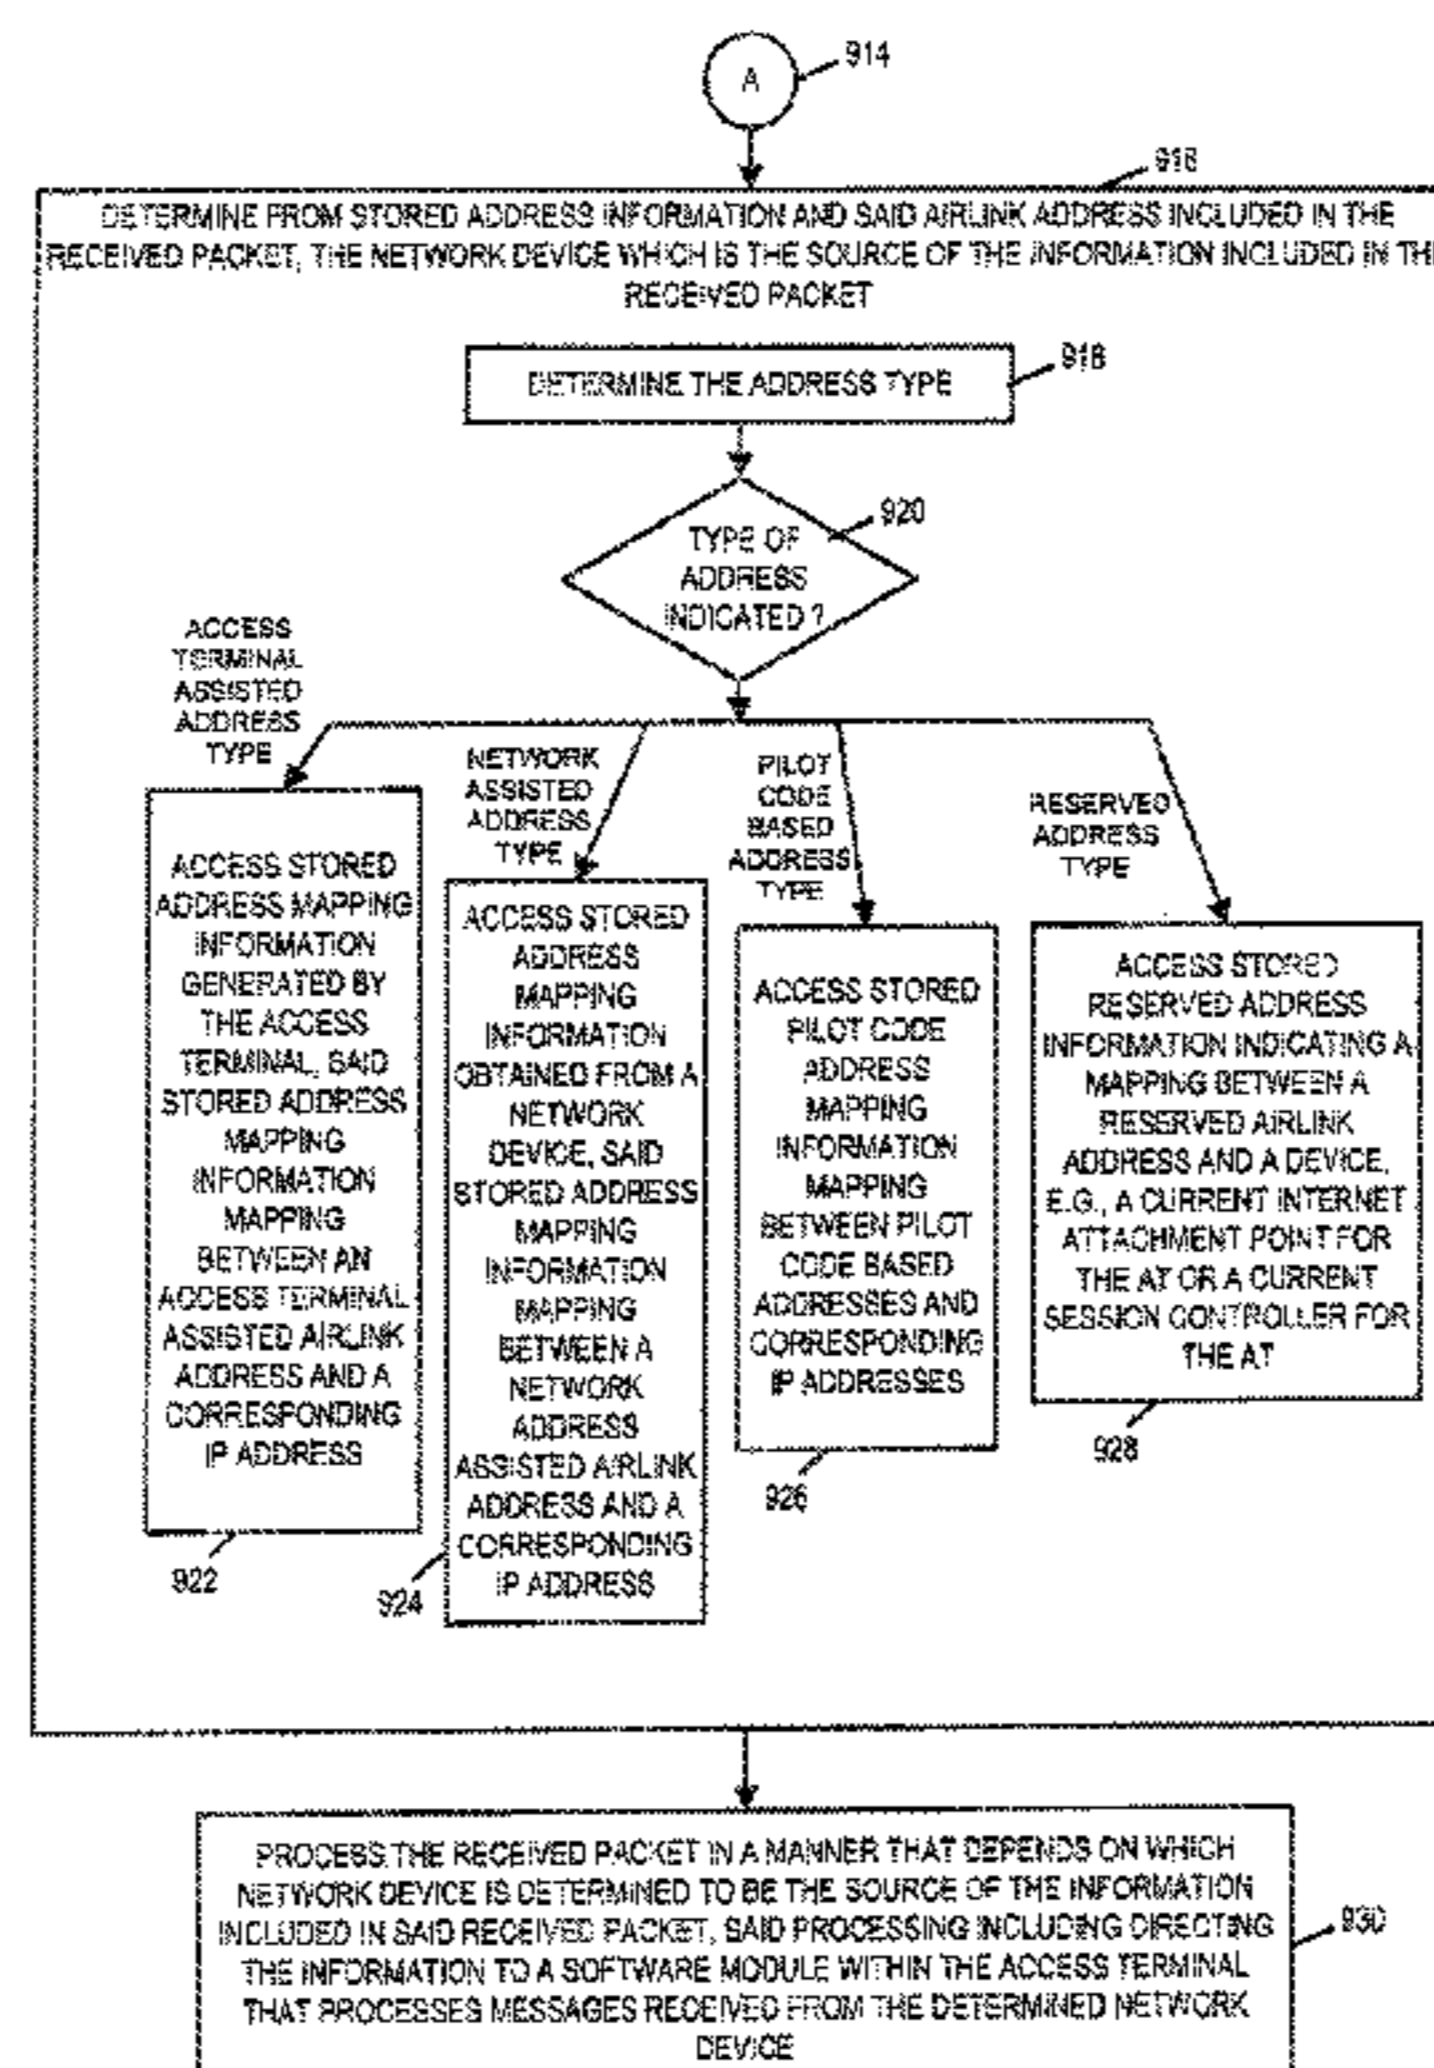 A
914
916
DETERMINE FROM STORED ADDRESS INFORMATION AND SAID AIRLINK ADDRESS INCLUDED IN THE
RECEIVED PACKET, THE NETWORK DEVICE WHICH IS THE SOURCE OF THE INFORMATION INCLUDED IN TH
RECEIVED PACKET
DETERMINE THE ADDRESS TYPE
918
920
TYPE OF
ADDRESS
INDICATED ?
ACCESS
TERMINAL
ASSISTED
ADDRESS
TYPE
NETWORK
ASSISTED
ADDRESS
TYPE
PILOT
CODE
BASED
ADDRESS
TYPE
RESERVED
ADDRESS
TYPE
ACCESS STORED
ADDRESS MAPPING
INFORMATION
GENERATED BY
THE ACCESS
TERMINAL, SAID
STORED ADDRESS
MAPPING
INFORMATION
MAPPING
BETWEEN AN
ACCESS TERMINAL
ASSISTED AIRLINK
ADDRESS AND A
CORRESPONDING
IP ADDRESS
922
ACCESS STORED
ADDRESS
MAPPING
INFORMATION
OBTAINED FROM A
NETWORK
DEVICE, SAID
STORED ADDRESS
MAPPING
INFORMATION
MAPPING
BETWEEN A
NETWORK
ADDRESS
ASSISTED AIRLINK
ADDRESS AND A
CORRESPONDING
IP ADDRESS
924
ACCESS STORED
PILOT CODE
ADDRESS
MAPPING
INFORMATION
MAPPING
BETWEEN PILOT
CODE BASED
ADDRESSES AND
CORRESPONDING
IP ADDRESSES
926
ACCESS STORED
RESERVED ADDRESS
INFORMATION INDICATING A
MAPPING BETWEEN A
RESERVED AIRLINK
ADDRESS AND A DEVICE,
E.G., A CURRENT INTERNET
ATTACHMENT POINT FOR
THE AT OR A CURRENT
SESSION CONTROLLER FOR
THE AT
928
PROCESS THE RECEIVED PACKET IN A MANNER THAT DEPENDS ON WHICH
NETWORK DEVICE IS DETERMINED TO BE THE SOURCE OF THE INFORMATION
INCLUDED IN SAID RECEIVED PACKET, SAID PROCESSING INCLUDING DIRECTING
THE INFORMATION TO A SOFTWARE MODULE WITHIN THE ACCESS TERMINAL
THAT PROCESSES MESSAGES RECEIVED FROM THE DETERMINED NETWORK
DEVICE
930